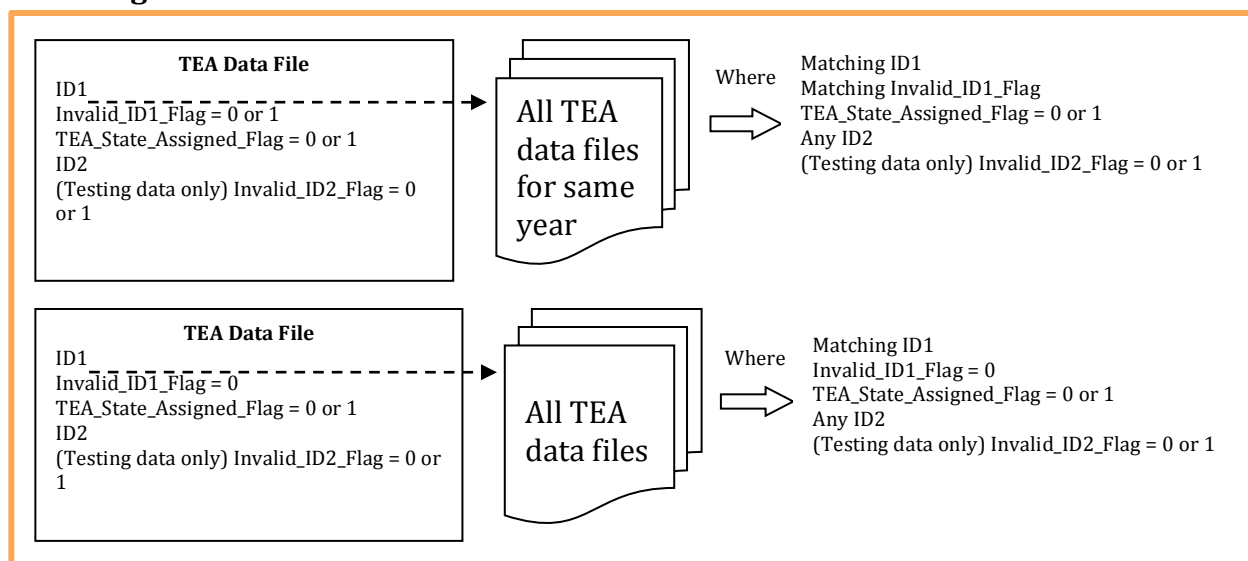 TEA Data File
ID1
Invalid_ID1_Flag = 0 or 1
TEA_State_Assigned_Flag = 0 or 1
ID2
(Testing data only) Invalid_ID2_Flag = 0
or 1
All TEA
data files
for same
year
Where
Matching ID1
Matching Invalid_ID1_Flag
TEA_State_Assigned_Flag = 0 or 1
Any ID2
(Testing data only) Invalid_ID2_Flag = 0 or 1
TEA Data File
ID1
Invalid_ID1_Flag = 0
TEA_State_Assigned_Flag = 0 or 1
ID2
(Testing data only) Invalid_ID2_Flag = 0 or
1
All TEA
data files
Where
Matching ID1
Invalid_ID1_Flag = 0
TEA_State_Assigned_Flag = 0 or 1
Any ID2
(Testing data only) Invalid_ID2_Flag = 0 or 1